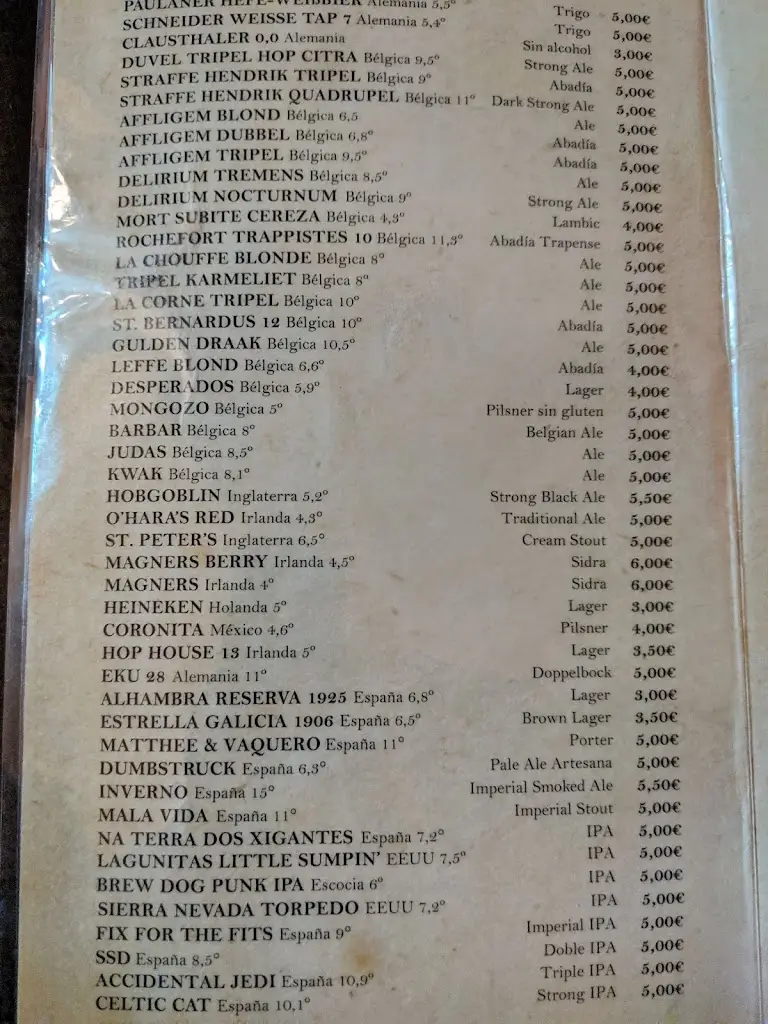 PAULANER HEFE-WEIßBIER Alemania 5,5° Trigo 5,00€
SCHNEIDER WEISSE TAP 7 Alemania 5,4° Trigo 5,00€
CLAUSTHALER 0,0 Alemania Sin alcohol 3,00€
DUVEL TRIPEL HOP CITRA Bélgica 9,5° Strong Ale 5,00€
STRAFFE HENDRIK TRIPEL Bélgica 9° Abadía 5,00€
STRAFFE HENDRIK QUADRUPEL Bélgica 11° Dark Strong Ale 5,00€
AFFLIGEM BLOND Bélgica 6,5 Ale 5,00€
AFFLIGEM DUBBEL Bélgica 6,8° Abadía 5,00€
AFFLIGEM TRIPEL Bélgica 9,5° Abadía 5,00€
DELIRIUM TREMENS Bélgica 8,5° Ale 5,00€
DELIRIUM NOCTURNUM Bélgica 9° Strong Ale 5,00€
MORT SUBITE CEREZA Bélgica 4,3° Lambic 4,00€
ROCHEFORT TRAPPISTES 10 Bélgica 11,3° Abadía Trapense 5,00€
LA CHOUFFE BLONDE Bélgica 8° Ale 5,00€
TRIPEL KARMELIET Bélgica 8° Ale 5,00€
LA CORNE TRIPEL Bélgica 10° Ale 5,00€
ST. BERNARDUS 12 Bélgica 10° Abadía 5,00€
GULDEN DRAAK Bélgica 10,5° Ale 5,00€
LEFFE BLOND Bélgica 6,6° Abadía 4,00€
DESPERADOS Bélgica 5,9° Lager 4,00€
MONGOZO Bélgica 5° Pilsner sin gluten 5,00€
BARBAR Bélgica 8° Belgian Ale 5,00€
JUDAS Bélgica 8,5° Ale 5,00€
KWAK Bélgica 8,1° Ale 5,00€
HOBGOBLIN Inglaterra 5,2° Strong Black Ale 5,50€
O'HARA'S RED Irlanda 4,3° Traditional Ale 5,00€
ST. PETER'S Inglaterra 6,5° Cream Stout 5,00€
MAGNERS BERRY Irlanda 4,5° Sidra 6,00€
MAGNERS Irlanda 4° Sidra 6,00€
HEINEKEN Holanda 5° Lager 3,00€
CORONITA México 4,6° Pilsner 4,00€
HOP HOUSE 13 Irlanda 5° Lager 3,50€
EKU 28 Alemania 11° Doppelbock 5,00€
ALHAMBRA RESERVA 1925 España 6,8° Lager 3,00€
ESTRELLA GALICIA 1906 España 6,5° Brown Lager 3,50€
MATTHEE & VAQUERO España 11° Porter 5,00€
DUMBSTRUCK España 6,3° Pale Ale Artesana 5,00€
INVERNO España 15° Imperial Smoked Ale 5,50€
MALA VIDA España 11° Imperial Stout 5,00€
NA TERRA DOS XIGANTES España 7,2° IPA 5,00€
LAGUNITAS LITTLE SUMPIN' EEUU 7,5° IPA 5,00€
BREW DOG PUNK IPA Escocia 6° IPA 5,00€
SIERRA NEVADA TORPEDO EEUU 7,2° IPA 5,00€
FIX FOR THE FITS España 9° Imperial IPA 5,00€
SSD España 8,5° Doble IPA 5,00€
ACCIDENTAL JEDI España 10,9° Triple IPA 5,00€
CELTIC CAT España 10,1° Strong IPA 5,00€